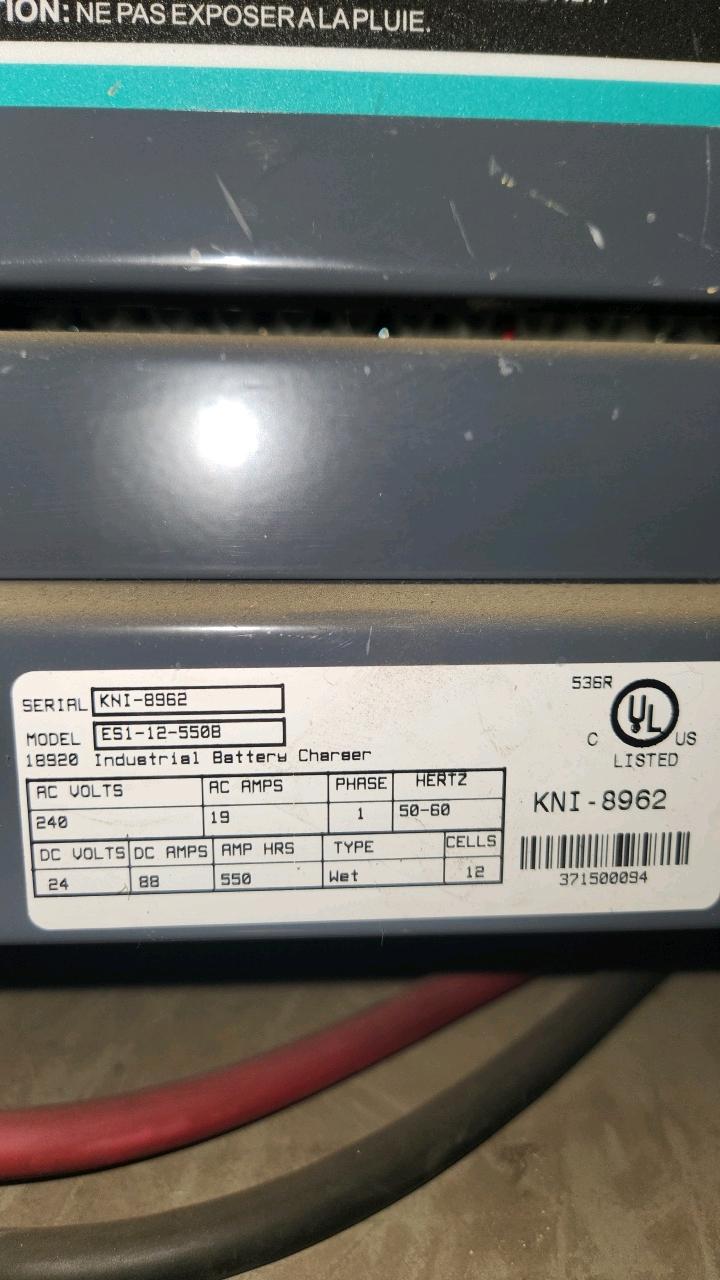 ION: NE PAS EXPOSER A LA PLUIE.
SERIAL KNI-8962
MODEL ES1-12-550B
18920 Industrial Battery Charger
AC VOLTS AC AMPS PHASE HERTZ
240 19 1 50-60
DC VOLTS DC AMPS AMP HRS TYPE CELLS
24 88 550 Wet 12
536R
UL
C US
LISTED
KNI-8962
371500094